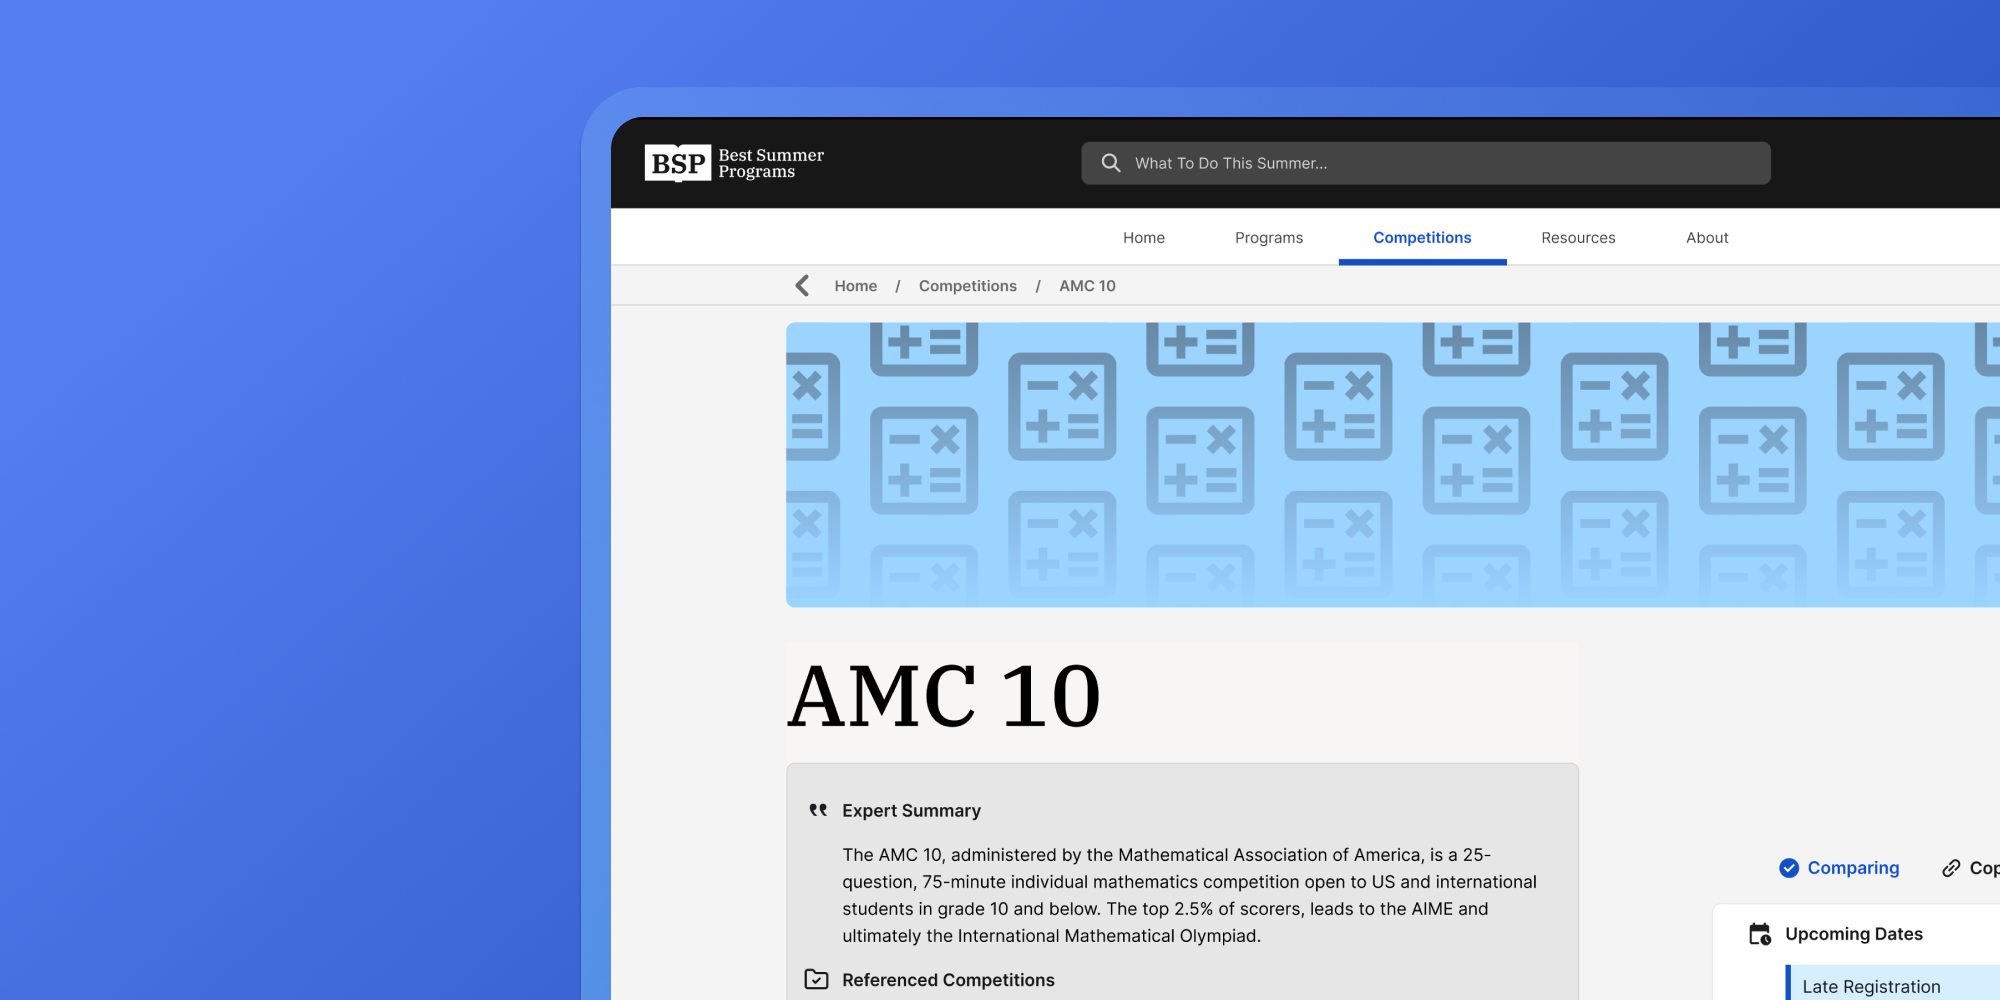 BSP
Best Summer
Programs
What To Do This Summer...
Home
Programs
Competitions
Resources
About
Home / Competitions / AMC 10
AMC 10
Expert Summary
The AMC 10, administered by the Mathematical Association of America, is a 25-
question, 75-minute individual mathematics competition open to US and international
students in grade 10 and below. The top 2.5% of scorers, leads to the AIME and
ultimately the International Mathematical Olympiad.
Referenced Competitions
Comparing
Cop
Upcoming Dates
Late Registration